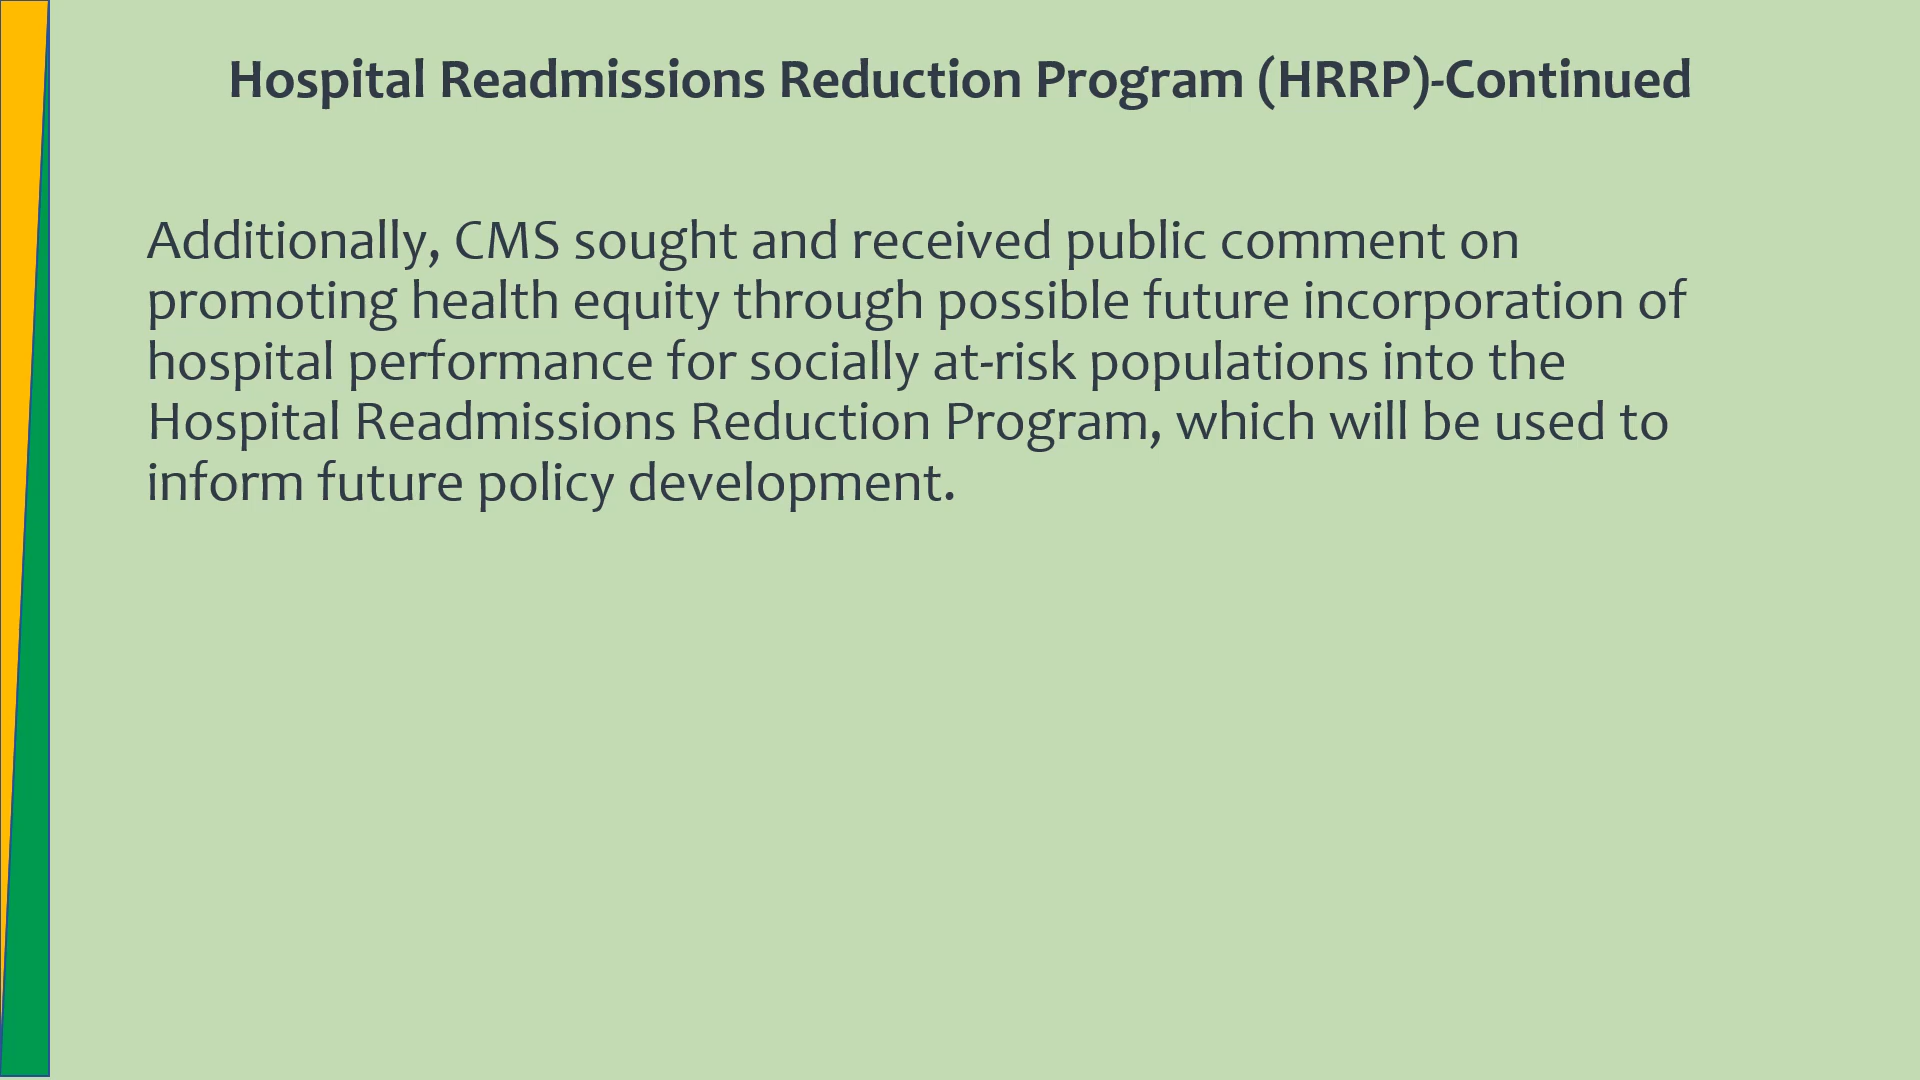 Hospital Readmissions Reduction Program (HRRP)-Continued
Additionally, CMS sought and received public comment on
promoting health equity through possible future incorporation of
hospital performance for socially at-risk populations into the
Hospital Readmissions Reduction Program, which will be used to
inform future policy development.